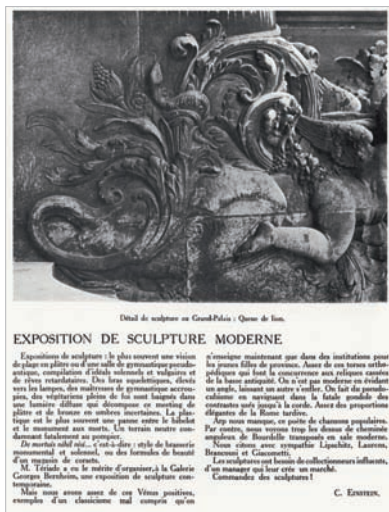 Détail de sculpture au Grand-Palais : Queue de lion.
EXPOSITION DE SCULPTURE MODERNE
Expositions de sculpture : le plus souvent une vision
de plage en plâtre ou d'une salle de gymnastique pseudo-
antique, compilation d'idéals solennels et vulgaires et
de rêves retardataires. Des bras squelettiques, élevés
vers les lampes, des maîtresses de gymnastique accrou-
pies, des végétariens pleins de foi sont baignés dans
une lumière diffuse qui décompose ce meeting de
plâtre et de bronze en ombres incertaines. La plas-
tique est le plus souvent une panne entre le bibelot
et le monument aux morts. Un terrain neutre con-
damnant fatalement au pompier.
De mortuis nihil nisi... c'est-à-dire : style de brasserie
monumental et solennel, ou des formules de beauté
d'un magasin de corsets.
M. Tériade a eu le mérite d'organiser, à la Galerie
Georges Bernheim, une exposition de sculpture con-
temporaine.
Mais nous avons assez de ces Vénus positives,
exemples d'un classicisme mal compris qu'on
n'enseigne maintenant que dans des institutions pour
les jeunes filles de province. Assez de ces torses ortho-
pédiques qui font la concurrence aux reliques cassées
de la basse antiquité. On n'est pas moderne en évidant
un angle, laissant un autre s'enfler. On fait du pseudo-
cubisme en naviguant dans la fatale gondole des
contrastes usés jusqu'à la corde. Assez des proportions
élégantes de la Rome tardive.
Arp nous manque, ce poète de chansons populaires.
Par contre, nous voyons trop les dessus de cheminée
anguleux de Bourdelle transposés en sale moderne.
Nous citons avec sympathie Lipschitz, Laurens,
Brancousi et Giacometti.
Les sculptures ont besoin de collectionneurs influents,
d'un manager qui leur crée un marché.
Commandez des sculptures !
C. EINSTEIN.